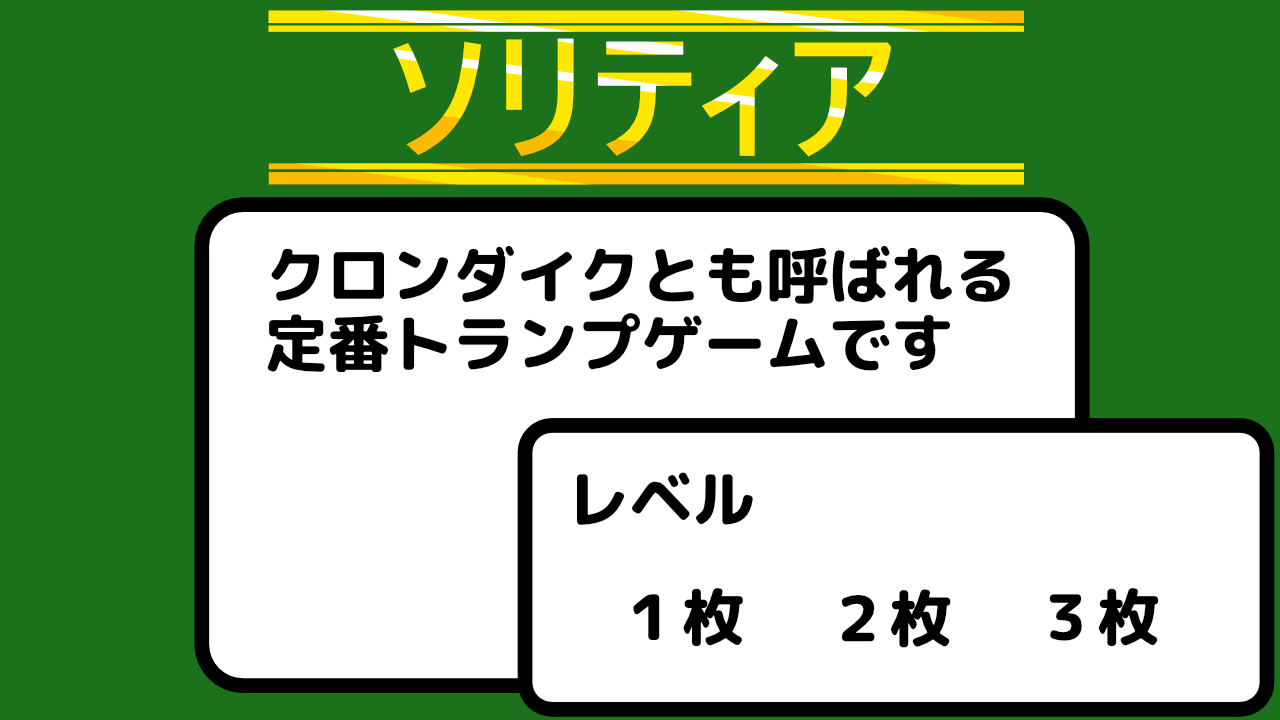 ソリティア
クロンダイクとも呼ばれる
定番トランプゲームです
レベル
1枚 2枚 3枚